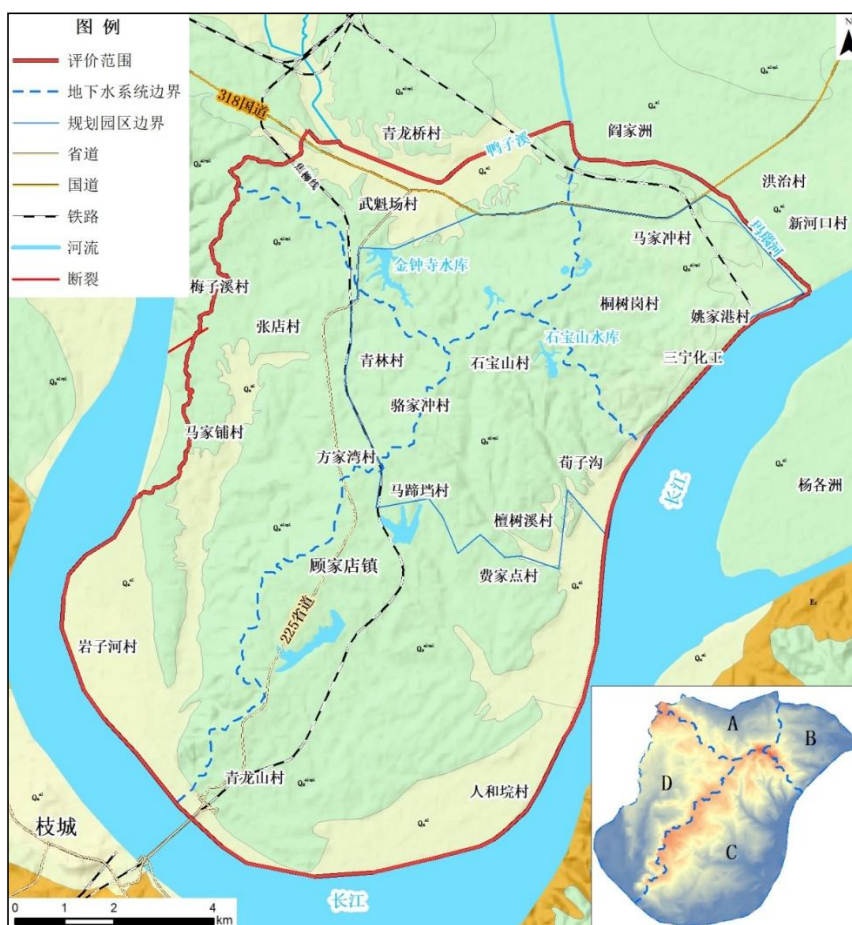 图 例
评价范围
地下水系统边界
规划园区边界
省道
国道
铁路
河流
断裂
N
318国道
青龙桥村
鸭子溪
阎家洲
焦柳线
武魁场村
洪治村
新河口村
玛瑙河
马家冲村
金钟寺水库
梅子溪村
桐树岗村
姚家港村
张店村
石宝山水库
三宁化工
青林村
石宝山村
骆家冲村
马家铺村
方家湾村
荀子沟
长江
杨各洲
马蹄垱村
檀树溪村
顾家店镇
费家点村
225省道
岩子河村
青龙山村
人和垸村
枝城
长江
A
B
D
C
0 1 2 4
km